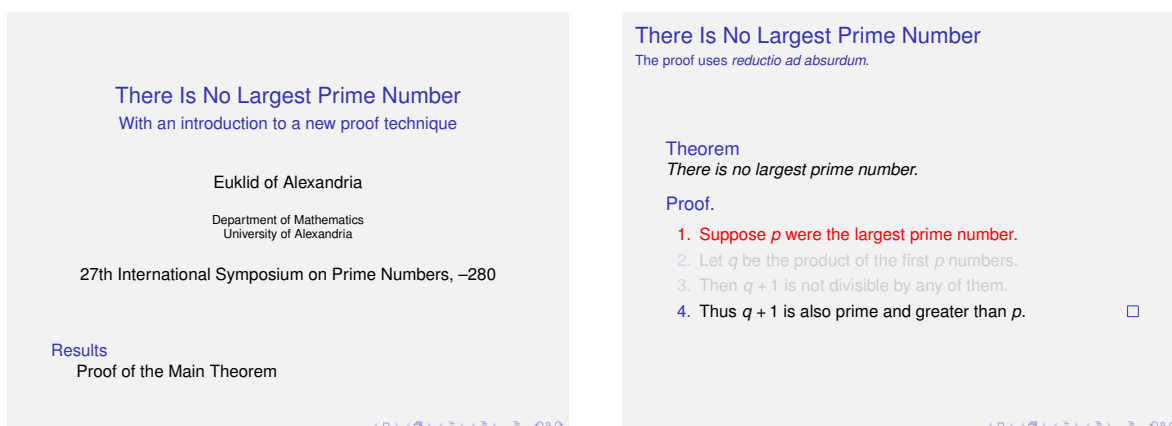 There Is No Largest Prime Number
With an introduction to a new proof technique
Euklid of Alexandria
Department of Mathematics
University of Alexandria
27th International Symposium on Prime Numbers, –280
Results
Proof of the Main Theorem
There Is No Largest Prime Number
The proof uses reductio ad absurdum.
Theorem
There is no largest prime number.
Proof.
1. Suppose p were the largest prime number.
2. Let q be the product of the first p numbers.
3. Then q + 1 is not divisible by any of them.
4. Thus q + 1 is also prime and greater than p. □